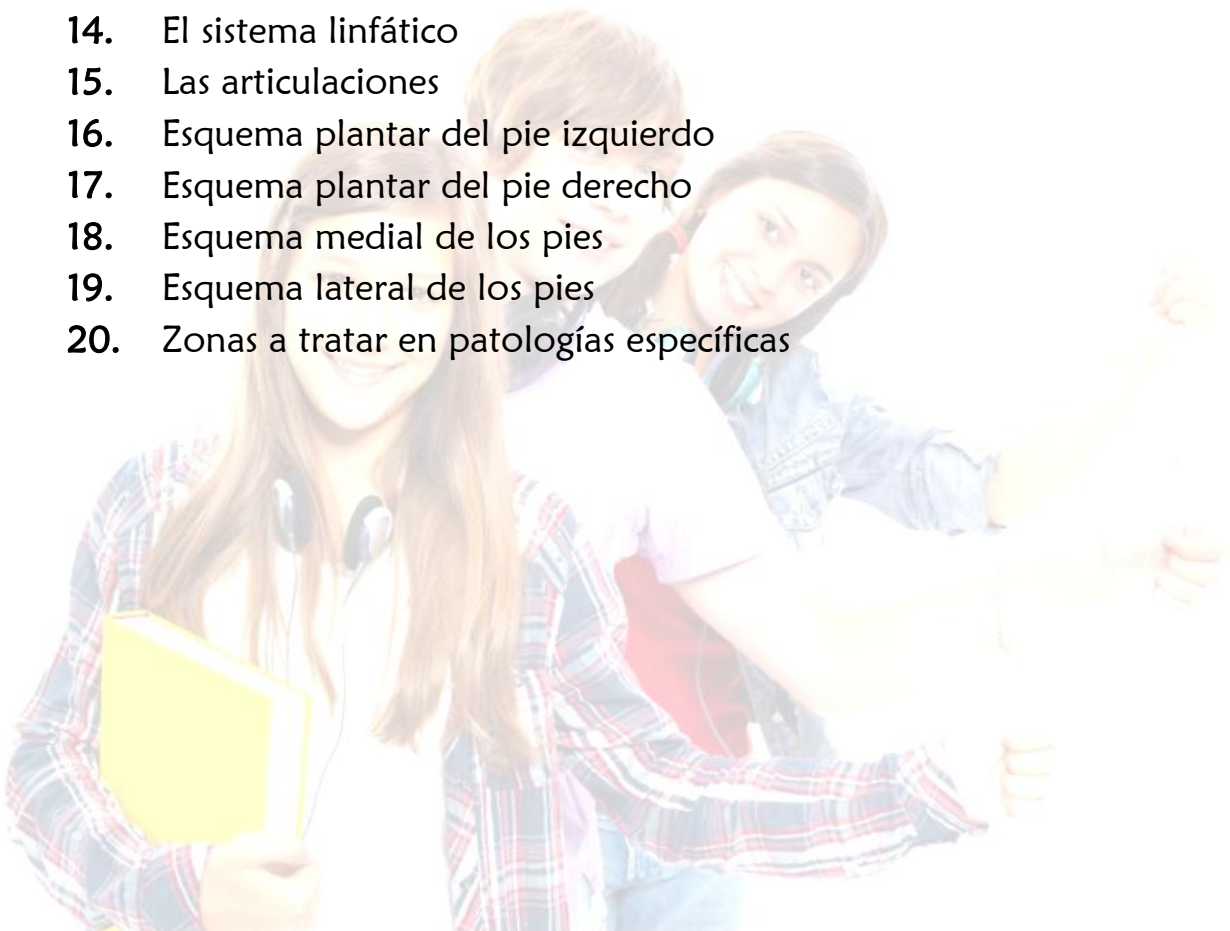 14. El sistema linfático
15. Las articulaciones
16. Esquema plantar del pie izquierdo
17. Esquema plantar del pie derecho
18. Esquema medial de los pies
19. Esquema lateral de los pies
20. Zonas a tratar en patologías específicas